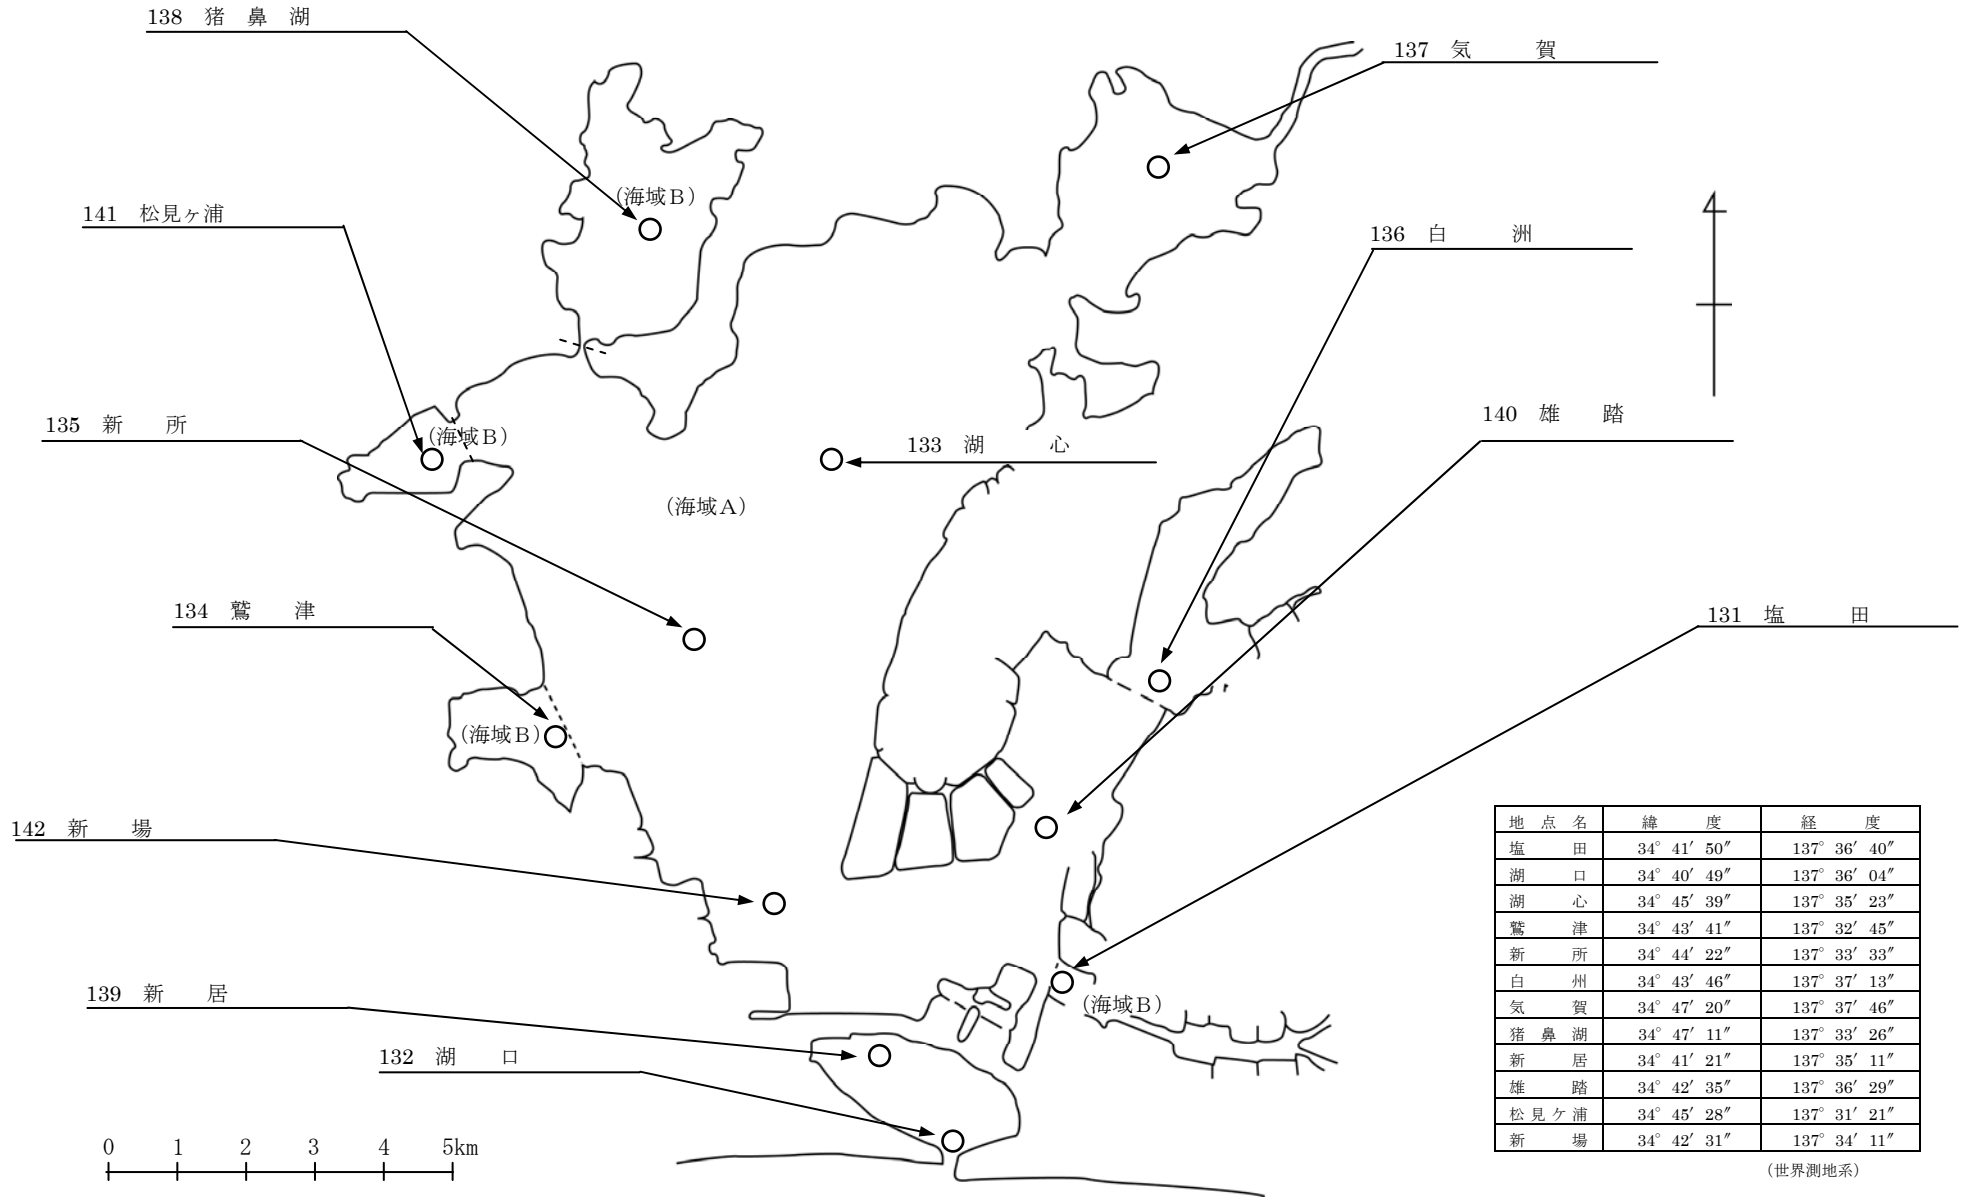 138 猪鼻湖
137 気賀
(海域B)
141 松見ヶ浦
136 白洲
135 新所
(海域B)
133 湖心
140 雄踏
(海域A)
134 鷲津
131 塩田
(海域B)
142 新場
139 新居
(海域B)
132 湖口
0 1 2 3 4 5km
地点名 緯度 経度
塩田 34° 41′ 50″ 137° 36′ 40″
湖口 34° 40′ 49″ 137° 36′ 04″
湖心 34° 45′ 39″ 137° 35′ 23″
鷲津 34° 43′ 41″ 137° 32′ 45″
新所 34° 44′ 22″ 137° 33′ 33″
白州 34° 43′ 46″ 137° 37′ 13″
気賀 34° 47′ 20″ 137° 37′ 46″
猪鼻湖 34° 47′ 11″ 137° 33′ 26″
新居 34° 41′ 21″ 137° 35′ 11″
雄踏 34° 42′ 35″ 137° 36′ 29″
松見ケ浦 34° 45′ 28″ 137° 31′ 21″
新場 34° 42′ 31″ 137° 34′ 11″
(世界測地系)